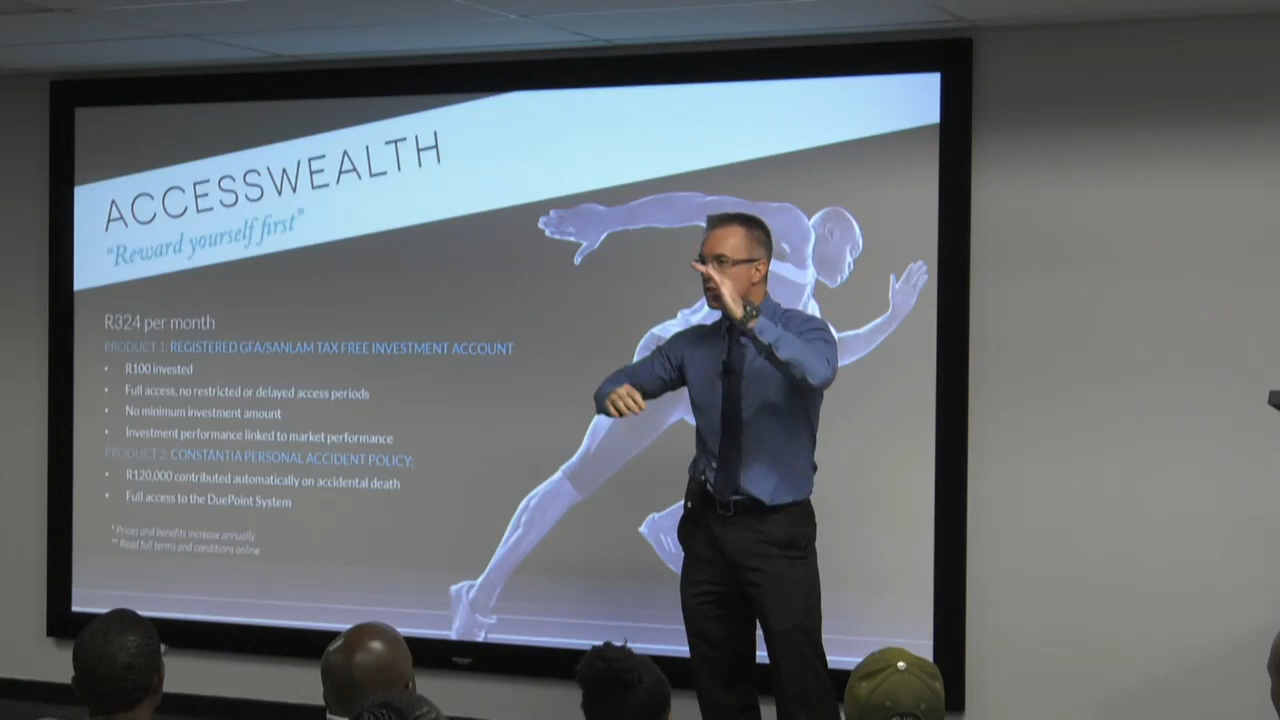 ACCESSWEALTH
“Reward yourself first”
R324 per month
PRODUCT 1: REGISTERED GFA/SANLAM TAX FREE INVESTMENT ACCOUNT
• R100 invested
• Full access, no restricted or delayed access periods
• No minimum investment amount
• Investment performance linked to market performance
PRODUCT 2: CONSTANTIA PERSONAL ACCIDENT POLICY:
• R120,000 contributed automatically on accidental death
• Full access to the DuePoint System
* Prices and benefits increase annually
** Read full terms and conditions online